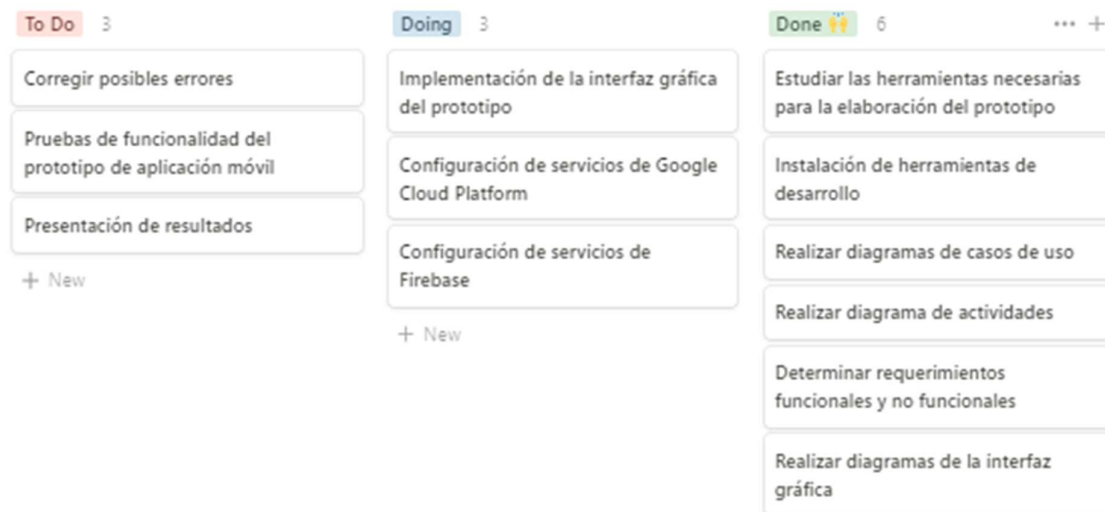 To Do 3
Corregir posibles errores
Pruebas de funcionalidad del
prototipo de aplicación móvil
Presentación de resultados
+ New
Doing 3
Implementación de la interfaz gráfica
del prototipo
Configuración de servicios de Google
Cloud Platform
Configuración de servicios de
Firebase
+ New
Done 🙌 6 ••• +
Estudiar las herramientas necesarias
para la elaboración del prototipo
Instalación de herramientas de
desarrollo
Realizar diagramas de casos de uso
Realizar diagrama de actividades
Determinar requerimientos
funcionales y no funcionales
Realizar diagramas de la interfaz
gráfica